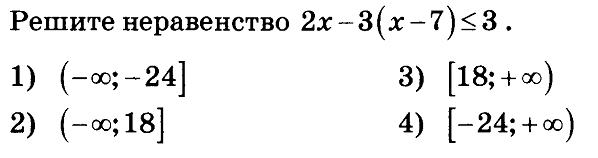 Решите неравенство 2x−3(x−7)≤3.
1) (−∞;−24]
3) [18;+∞)
2) (−∞;18]
4) [−24;+∞)